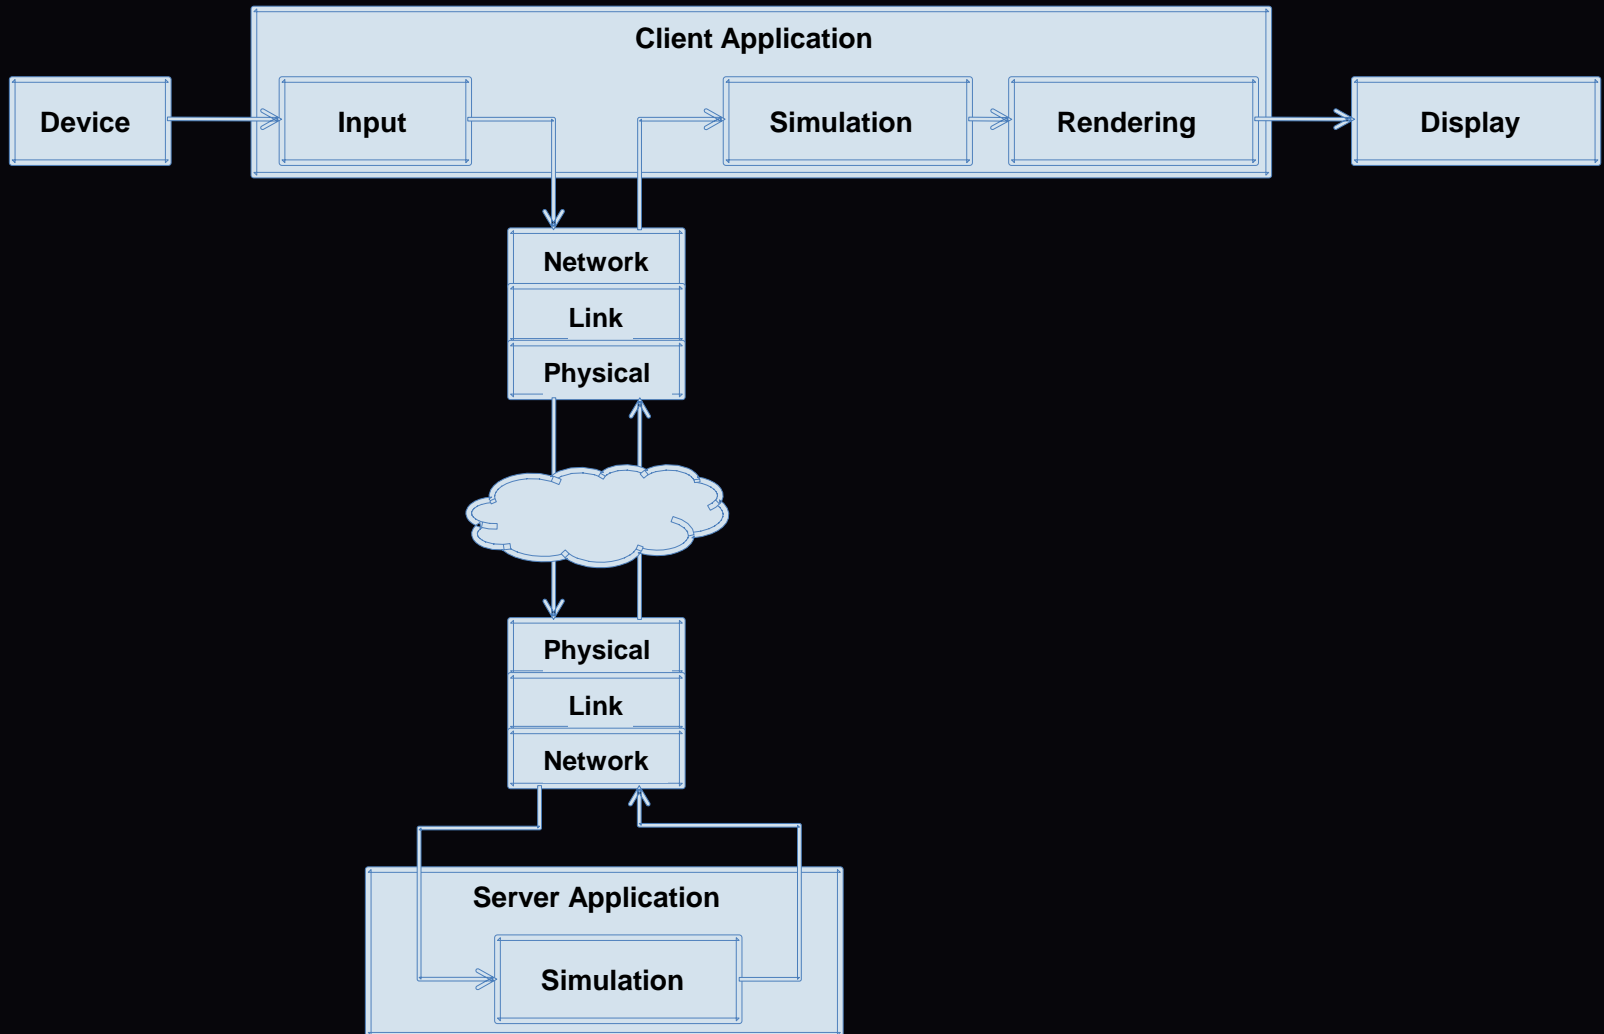 Client Application
Device
Input
Simulation
Rendering
Display
Network
Link
Physical
Physical
Link
Network
Server Application
Simulation